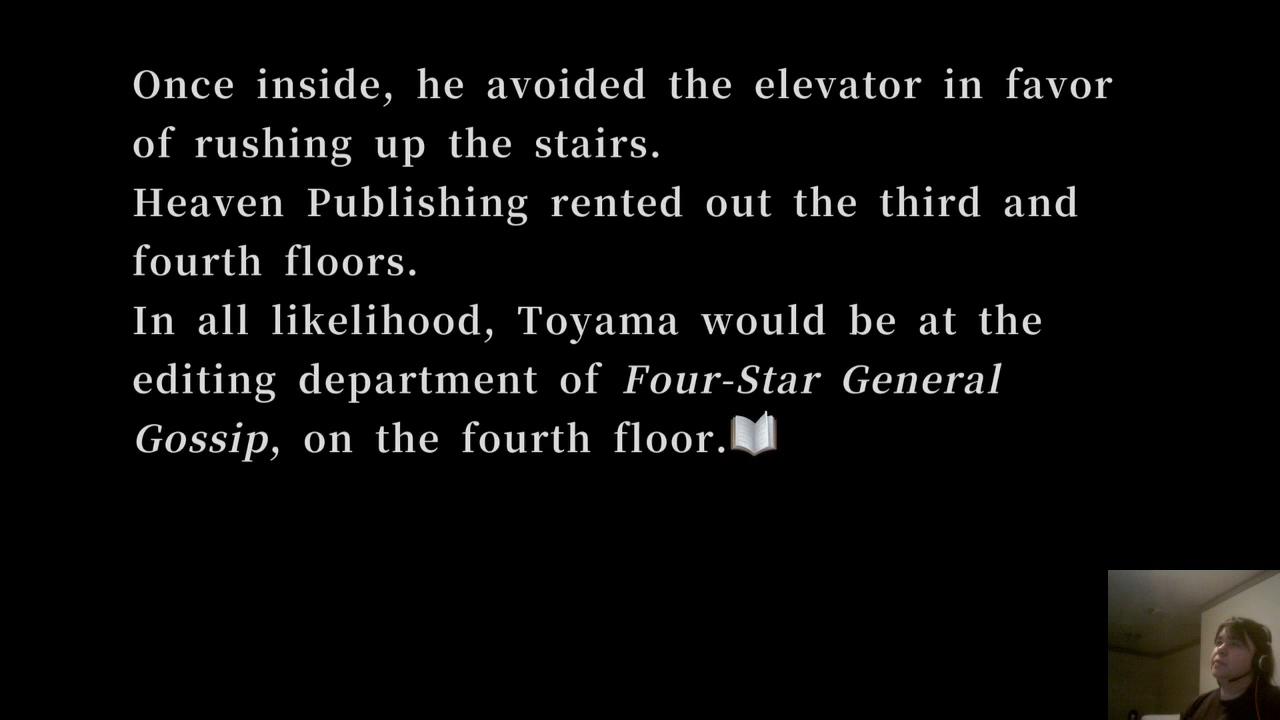 Once inside, he avoided the elevator in favor
of rushing up the stairs.
Heaven Publishing rented out the third and
fourth floors.
In all likelihood, Toyama would be at the
editing department of Four-Star General
Gossip, on the fourth floor.